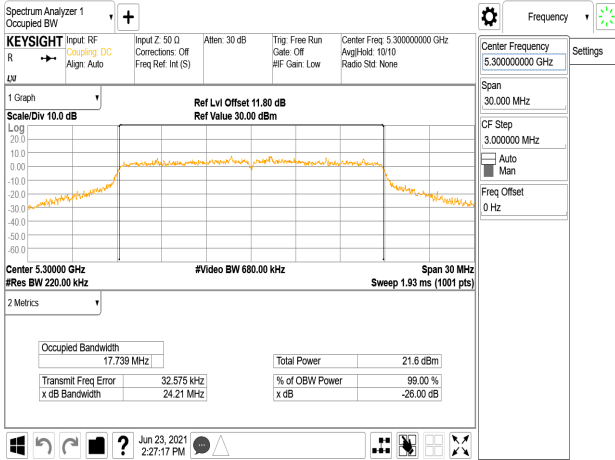 Spectrum Analyzer 1
Occupied BW
Frequency
KEYSIGHT
R
LXI
Input: RF
Coupling: DC
Align: Auto
Input Z: 50 Ω
Corrections: Off
Freq Ref: Int (S)
Atten: 30 dB
Trig: Free Run
Gate: Off
#IF Gain: Low
Center Freq: 5.300000000 GHz
Avg|Hold: 10/10
Radio Std: None
Center Frequency
5.300000000 GHz
Settings
Span
30.000 MHz
CF Step
3.000000 MHz
Auto
Man
Freq Offset
0 Hz
1 Graph
Scale/Div 10.0 dB
Ref Lvl Offset 11.80 dB
Ref Value 30.00 dBm
Log
20.0
10.0
0.00
-10.0
-20.0
-30.0
-40.0
-50.0
-60.0
Center 5.30000 GHz
#Res BW 220.00 kHz
#Video BW 680.00 kHz
Span 30 MHz
Sweep 1.93 ms (1001 pts)
2 Metrics
Occupied Bandwidth
17.739 MHz
Total Power 21.6 dBm
Transmit Freq Error 32.575 kHz
% of OBW Power 99.00 %
x dB Bandwidth 24.21 MHz
x dB -26.00 dB
?
Jun 23, 2021
2:27:17 PM